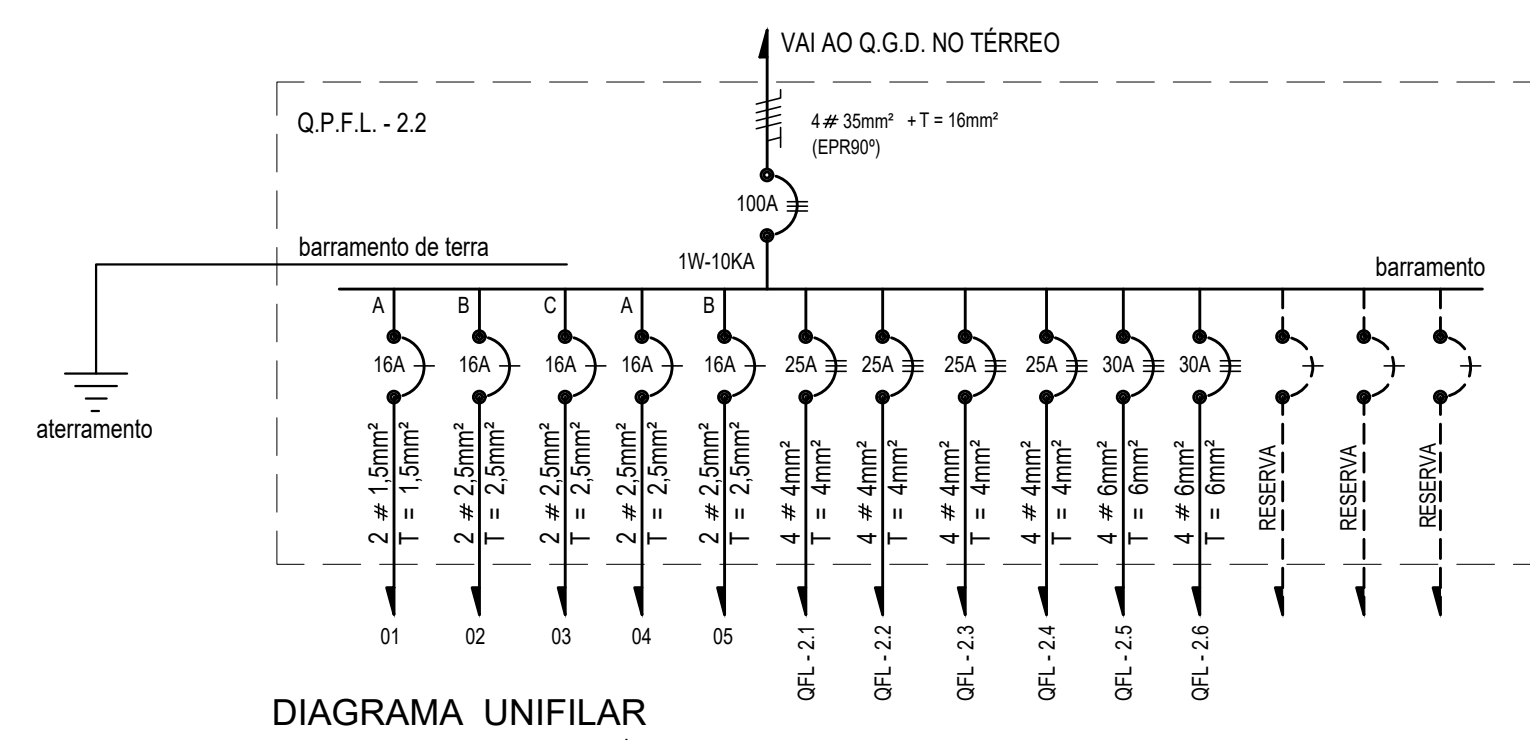 VAI AO Q.G.D. NO TÉRREO
Q.P.F.L. - 2.2
4 # 35mm² + T = 16mm²
(EPR90º)
100A
1W-10KA
barramento de terra
barramento
aterramento
A B C A B
16A 16A 16A 16A 16A 25A 25A 25A 25A 30A 30A
2 # 1,5mm²
T = 1,5mm²
2 # 2,5mm²
T = 2,5mm²
2 # 2,5mm²
T = 2,5mm²
2 # 2,5mm²
T = 2,5mm²
2 # 2,5mm²
T = 2,5mm²
4 # 4mm²
T = 4mm²
4 # 4mm²
T = 4mm²
4 # 4mm²
T = 4mm²
4 # 4mm²
T = 4mm²
4 # 6mm²
T = 6mm²
4 # 6mm²
T = 6mm²
RESERVA
RESERVA
RESERVA
01 02 03 04 05
QFL - 2.1
QFL - 2.2
QFL - 2.3
QFL - 2.4
QFL - 2.5
QFL - 2.6
DIAGRAMA UNIFILAR